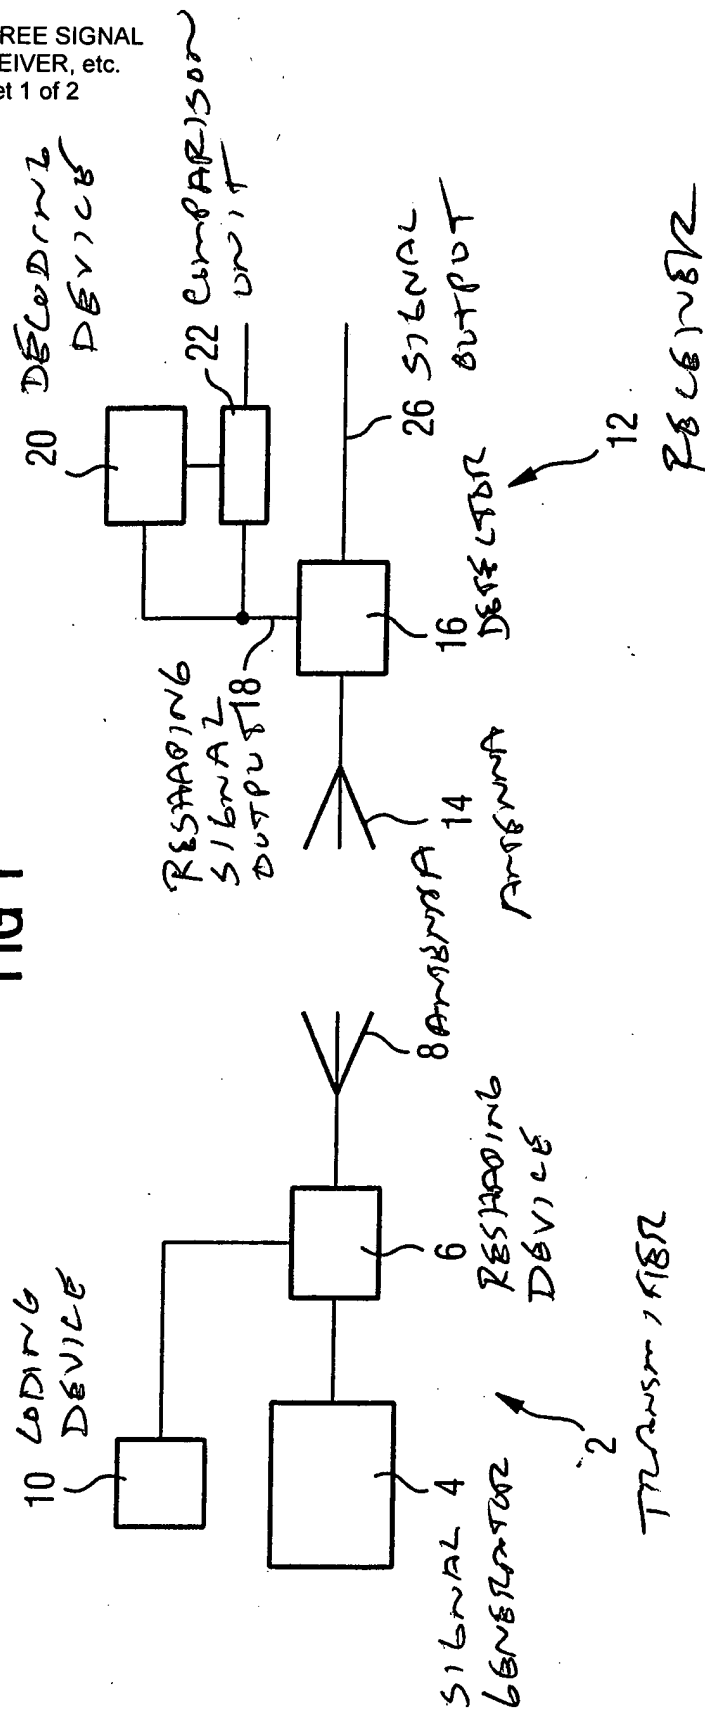 REE SIGNAL
EIVER, etc.
et 1 of 2
FIG 1
10 CODING
DEVICE
SIGNAL 4
GENERATOR
2
TRANSMITTER
6
RESHAPING
DEVICE
8 ANTENNA
14
ANTENNA
RESHAPING
SIGNAL
OUTPUT 18
16
DETECTOR
20 DECODING
DEVICE
22 COMPARISON
UNIT
26 SIGNAL
OUTPUT
12
RECEIVER